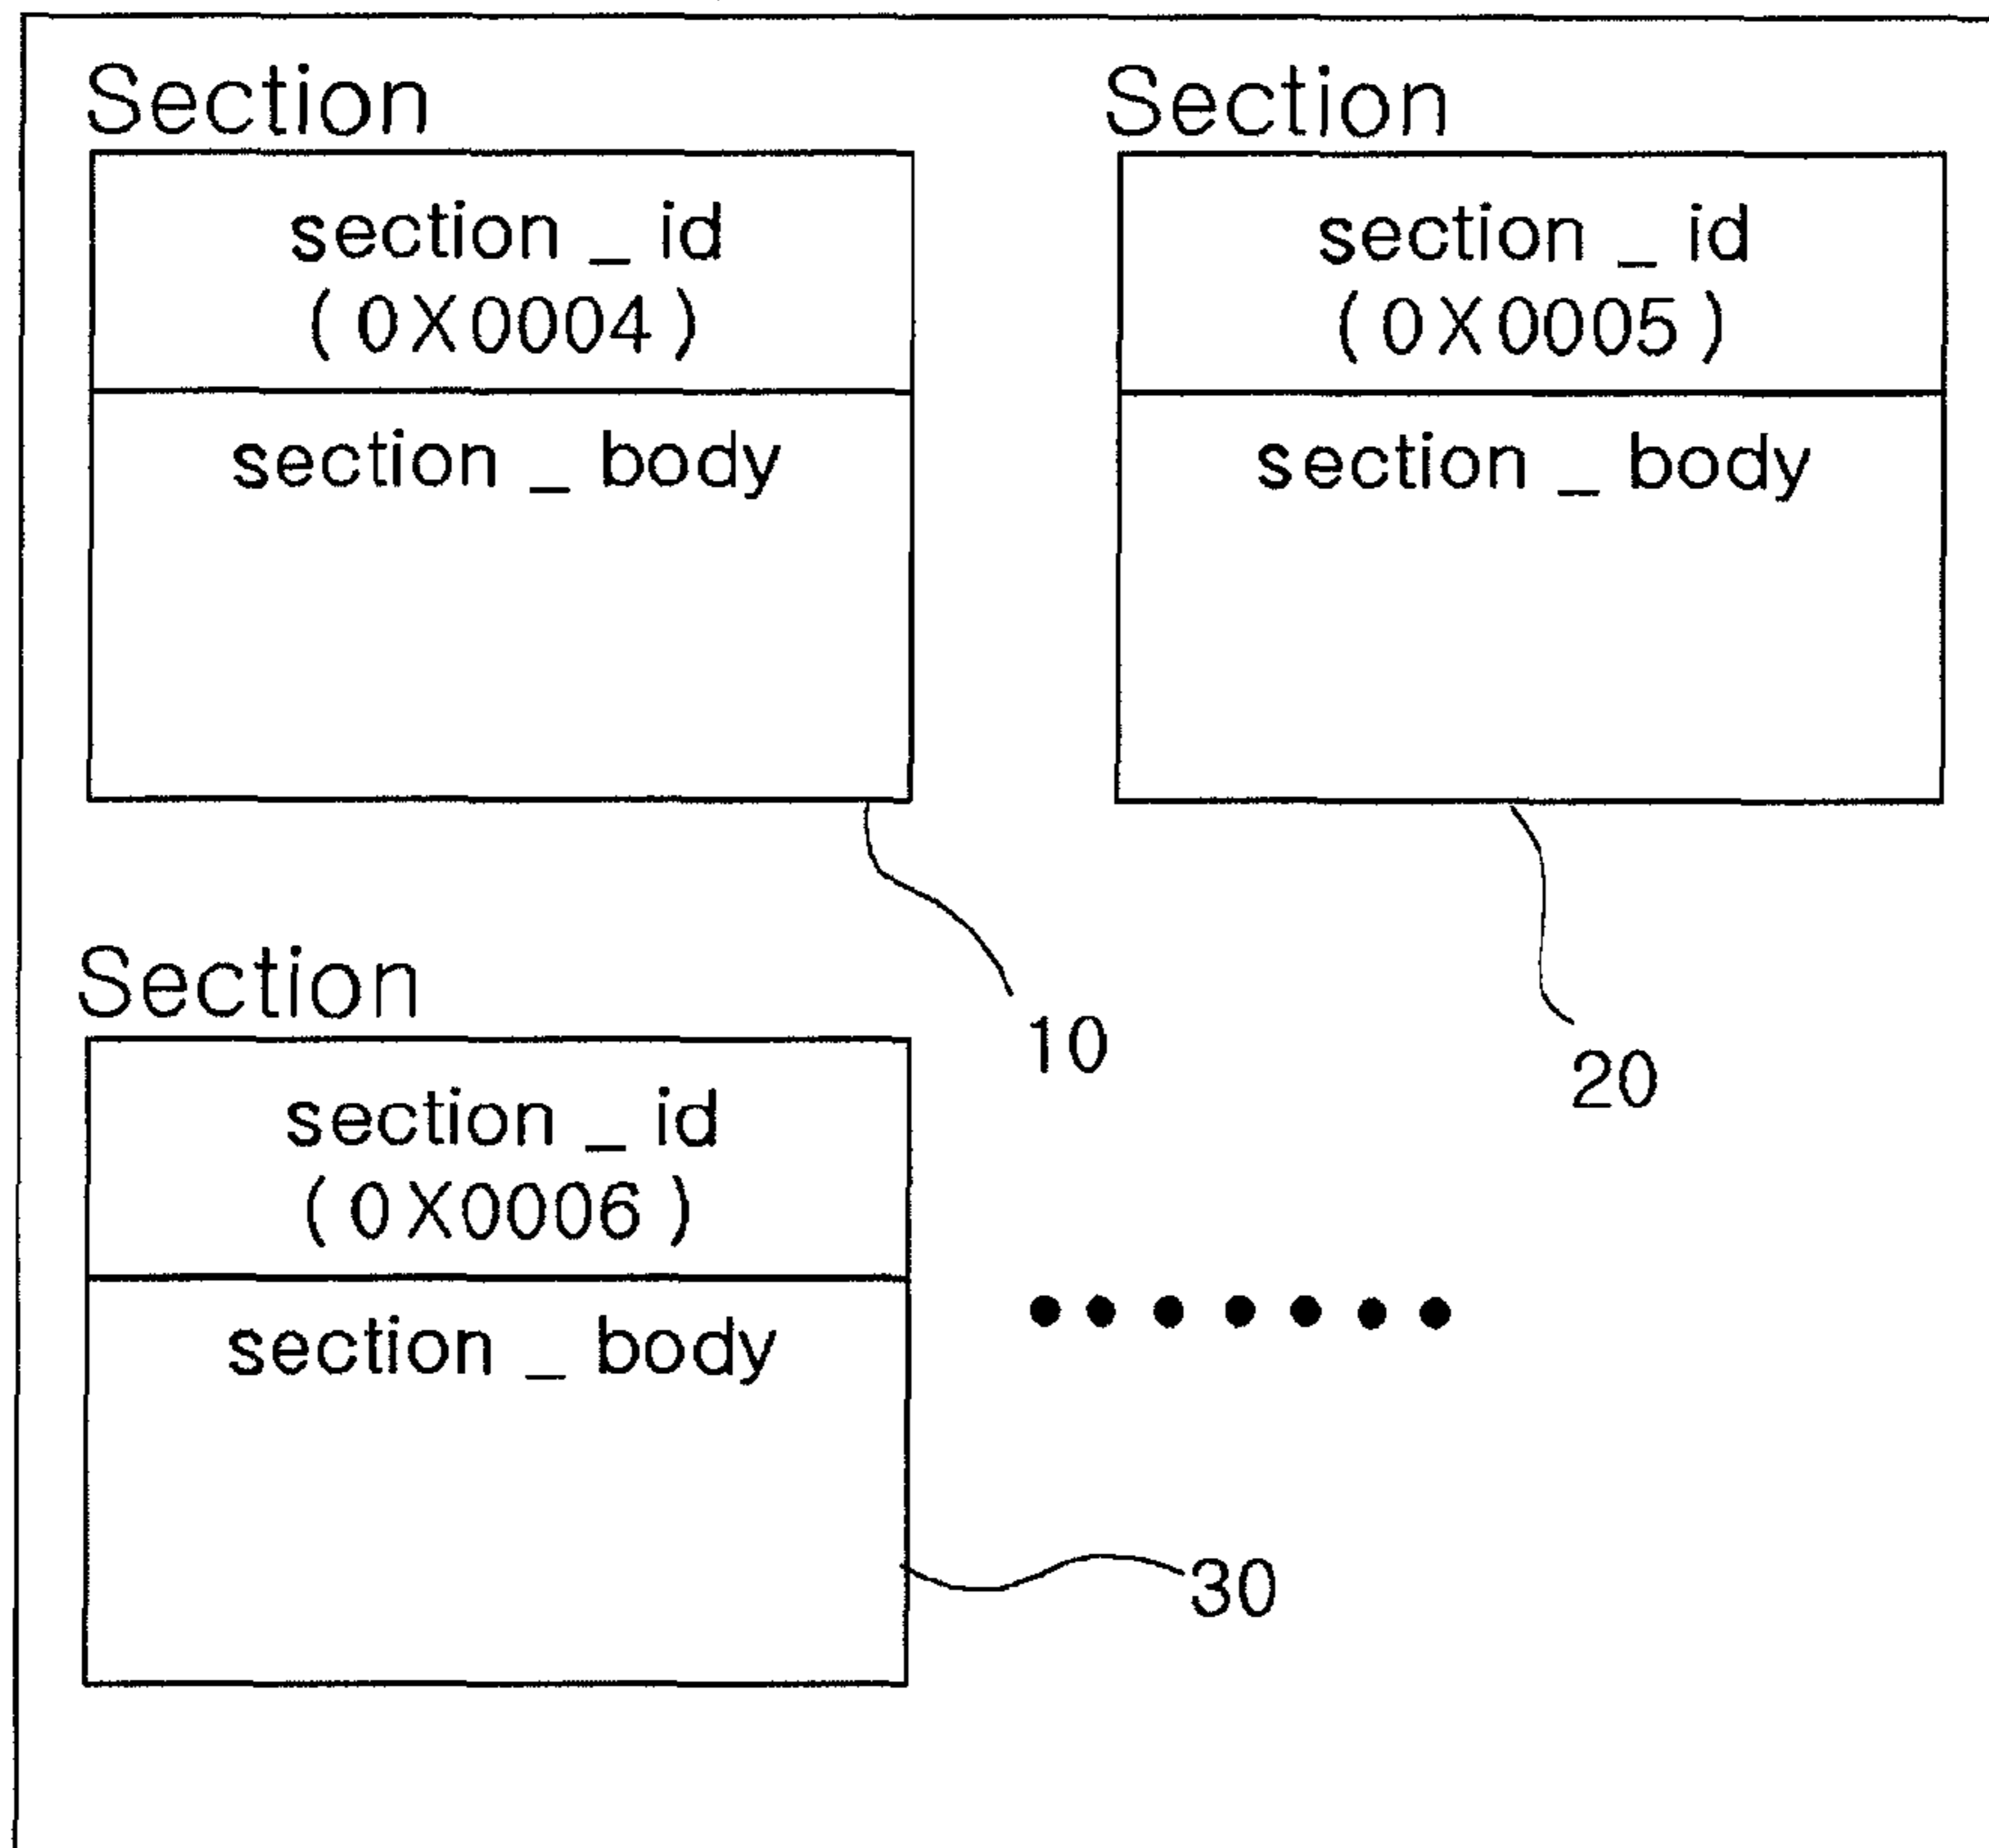 Section
section _ id
(0X0004)
section _ body
10
Section
section _ id
(0X0005)
section _ body
20
Section
section _ id
(0X0006)
section _ body
30